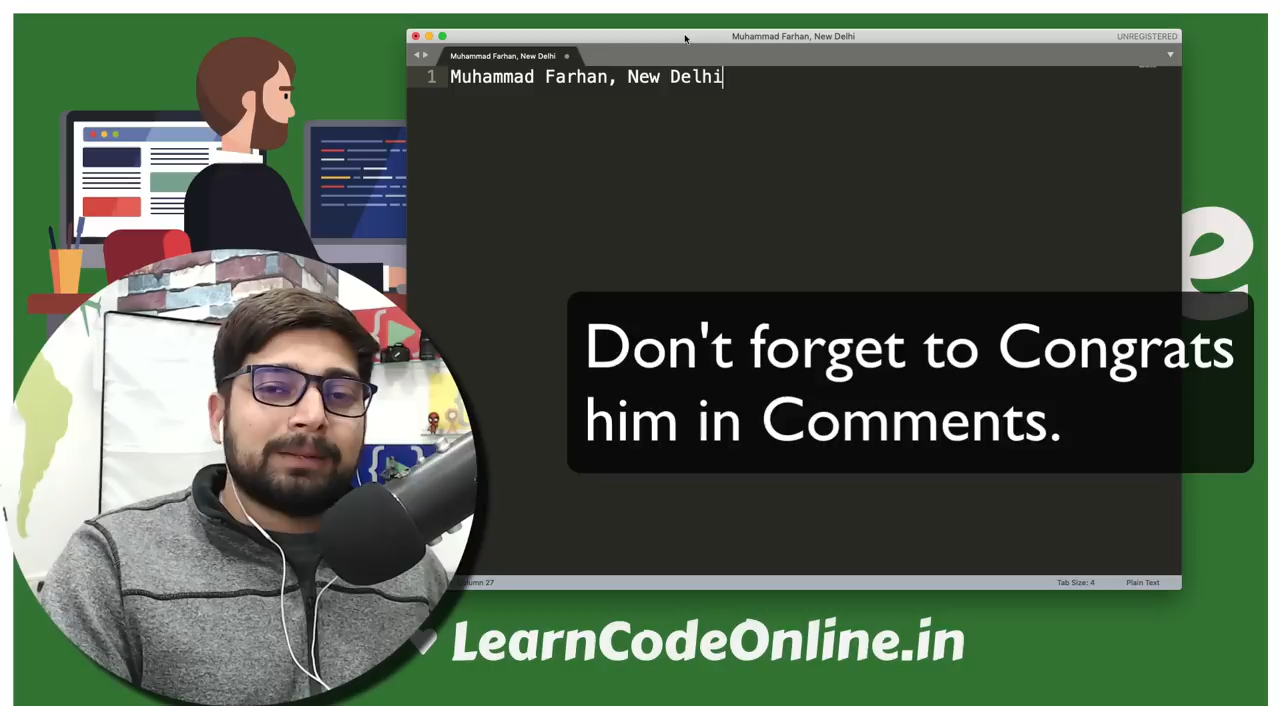 Muhammad Farhan, New Delhi
UNREGISTERED
Muhammad Farhan, New Delhi
1 Muhammad Farhan, New Delhi
e
Don't forget to Congrats
him in Comments.
27
Tab Size: 4
Plain Text
LearnCodeOnline.in